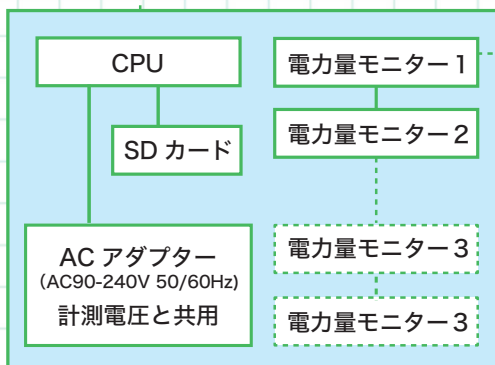 CPU
SD カード
AC アダプター
(AC90-240V 50/60Hz)
計測電圧と共用
電力量モニター1
電力量モニター2
電力量モニター3
電力量モニター3